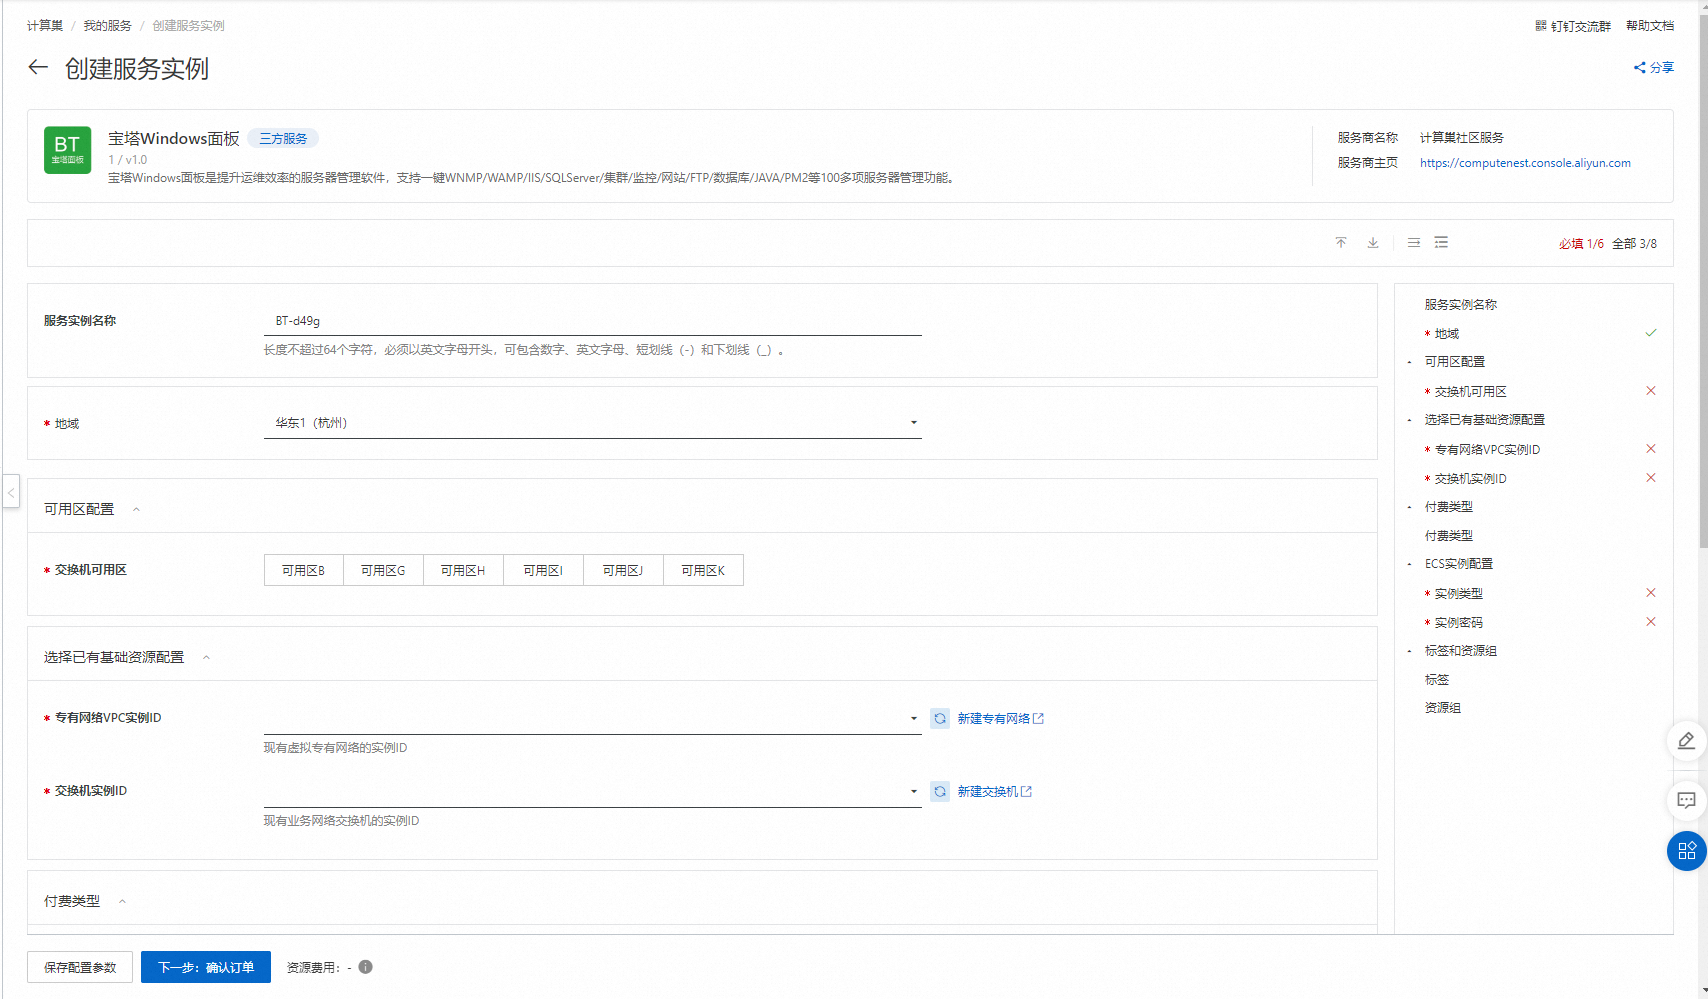 计算巢 / 我的服务 / 创建服务实例
钉钉交流群 帮助文档
创建服务实例
分享
BT
宝塔面板
宝塔Windows面板 三方服务
1 / v1.0
宝塔Windows面板是提升运维效率的服务器管理软件，支持一键WNMP/WAMP/IIS/SQLServer/集群/监控/网站/FTP/数据库/JAVA/PM2等100多项服务器管理功能。
服务商名称 计算巢社区服务
服务商主页 https://computenest.console.aliyun.com
必填 1/6 全部 3/8
服务实例名称 BT-d49g
长度不超过64个字符，必须以英文字母开头，可包含数字、英文字母、短划线（-）和下划线（_）。
* 地域 华东1（杭州）
可用区配置
* 交换机可用区 可用区B 可用区G 可用区H 可用区I 可用区J 可用区K
选择已有基础资源配置
* 专有网络VPC实例ID 新建专有网络
现有虚拟专有网络的实例ID
* 交换机实例ID 新建交换机
现有业务网络交换机的实例ID
付费类型
服务实例名称
* 地域
可用区配置
* 交换机可用区
选择已有基础资源配置
* 专有网络VPC实例ID
* 交换机实例ID
付费类型
付费类型
ECS实例配置
* 实例类型
* 实例密码
标签和资源组
标签
资源组
保存配置参数 下一步：确认订单 资源费用： -